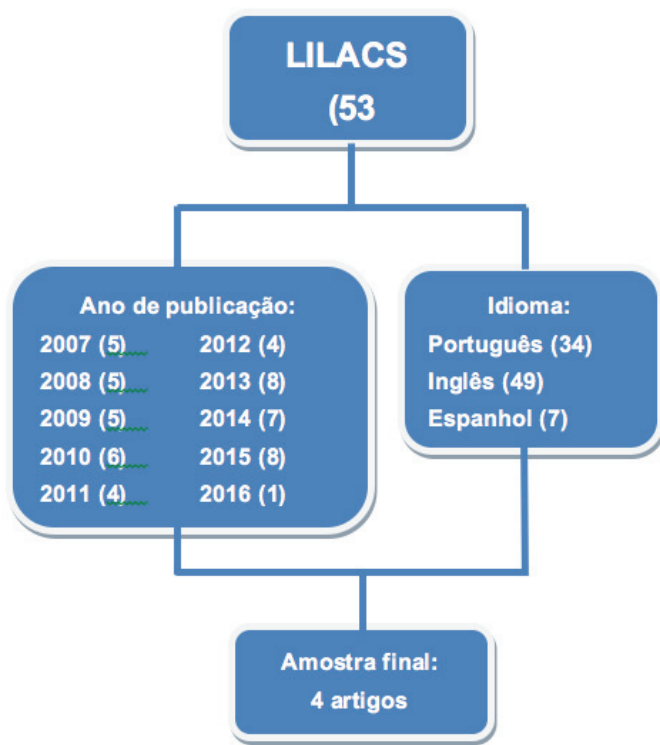 LILACS
(53
Ano de publicação:
2007 (5) 2012 (4)
2008 (5) 2013 (8)
2009 (5) 2014 (7)
2010 (6) 2015 (8)
2011 (4) 2016 (1)
Idioma:
Português (34)
Inglês (49)
Espanhol (7)
Amostra final:
4 artigos